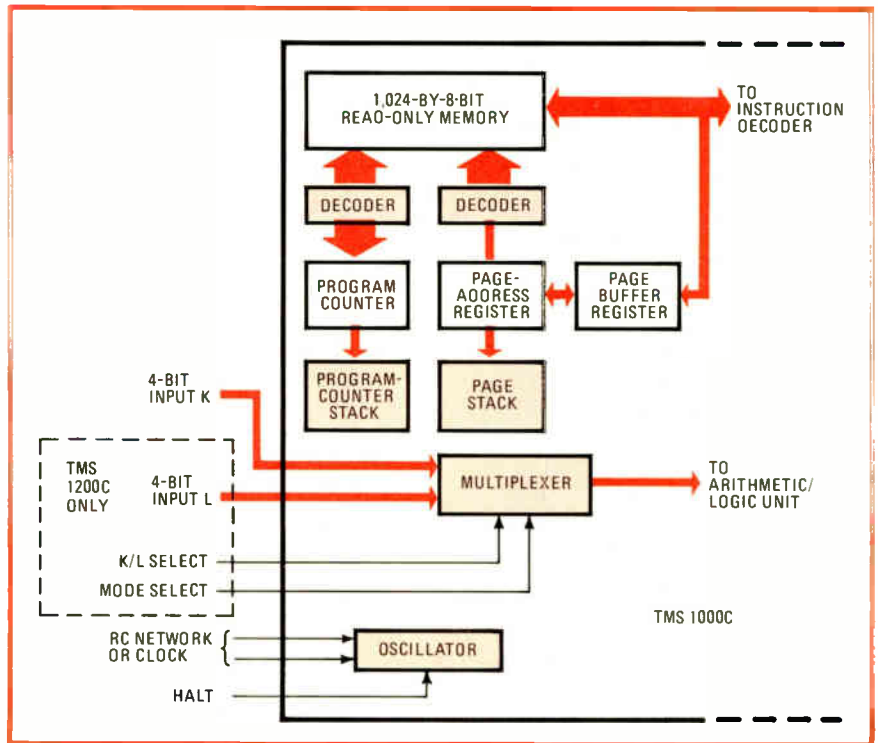 1,024-BY-8-BIT
REAO-ONLY MEMORY
TO
INSTRUCTION
OECODER
DECODER
DECODER
PROGRAM
COUNTER
PAGE-
AOORESS
REGISTER
PAGE
BUFFER
REGISTER
PROGRAM-
COUNTER
STACK
PAGE
STACK
4-BIT
INPUT K
TMS
1200C
ONLY
4-BIT
INPUT L
MULTIPLEXER
TO
ARITHMETIC/
LOGIC UNIT
K/L SELECT
MODE SELECT
TMS 1000C
RC NETWORK
OR CLOCK
OSCILLATOR
HALT